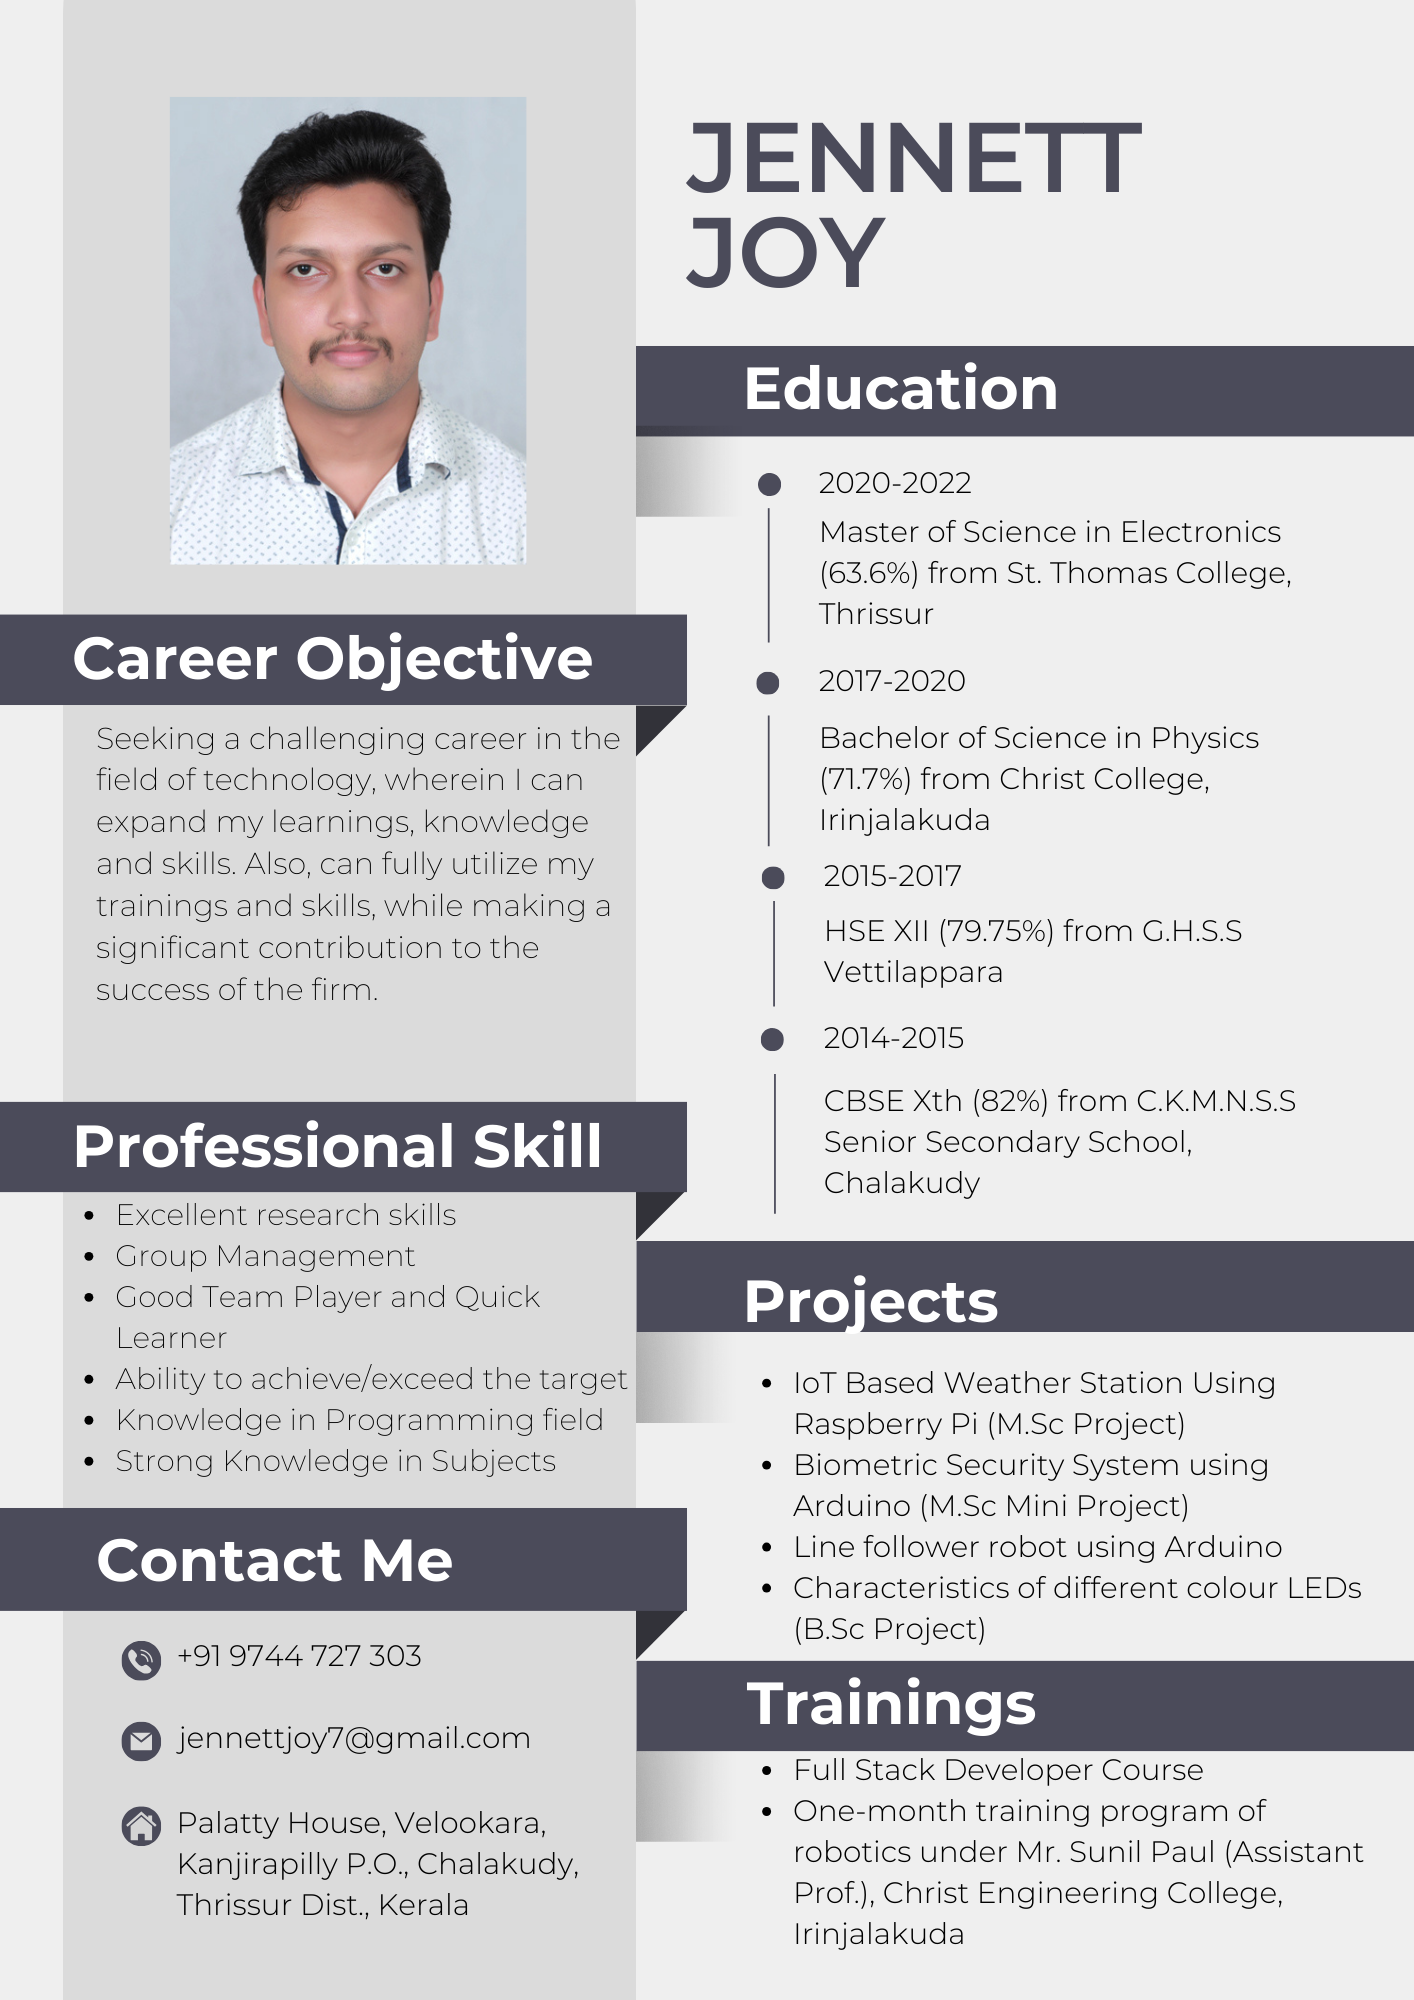 JENNETT
JOY
Career Objective
Seeking a challenging career in the
field of technology, wherein I can
expand my learnings, knowledge
and skills. Also, can fully utilize my
trainings and skills, while making a
significant contribution to the
success of the firm.
Professional Skill
• Excellent research skills
• Group Management
• Good Team Player and Quick
Learner
• Ability to achieve/exceed the target
• Knowledge in Programming field
• Strong Knowledge in Subjects
Contact Me
+91 9744 727 303
jennettjoy7@gmail.com
Palatty House, Velookara,
Kanjirapilly P.O., Chalakudy,
Thrissur Dist., Kerala
Education
2020-2022
Master of Science in Electronics
(63.6%) from St. Thomas College,
Thrissur
2017-2020
Bachelor of Science in Physics
(71.7%) from Christ College,
Irinjalakuda
2015-2017
HSE XII (79.75%) from G.H.S.S
Vettilappara
2014-2015
CBSE Xth (82%) from C.K.M.N.S.S
Senior Secondary School,
Chalakudy
Projects
• IoT Based Weather Station Using
Raspberry Pi (M.Sc Project)
• Biometric Security System using
Arduino (M.Sc Mini Project)
• Line follower robot using Arduino
• Characteristics of different colour LEDs
(B.Sc Project)
Trainings
• Full Stack Developer Course
• One-month training program of
robotics under Mr. Sunil Paul (Assistant
Prof.), Christ Engineering College,
Irinjalakuda